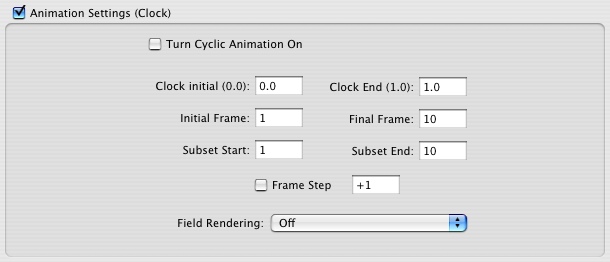 Animation Settings (Clock)
Turn Cyclic Animation On
Clock initial (0.0): 0.0 Clock End (1.0): 1.0
Initial Frame: 1 Final Frame: 10
Subset Start: 1 Subset End: 10
Frame Step +1
Field Rendering: Off